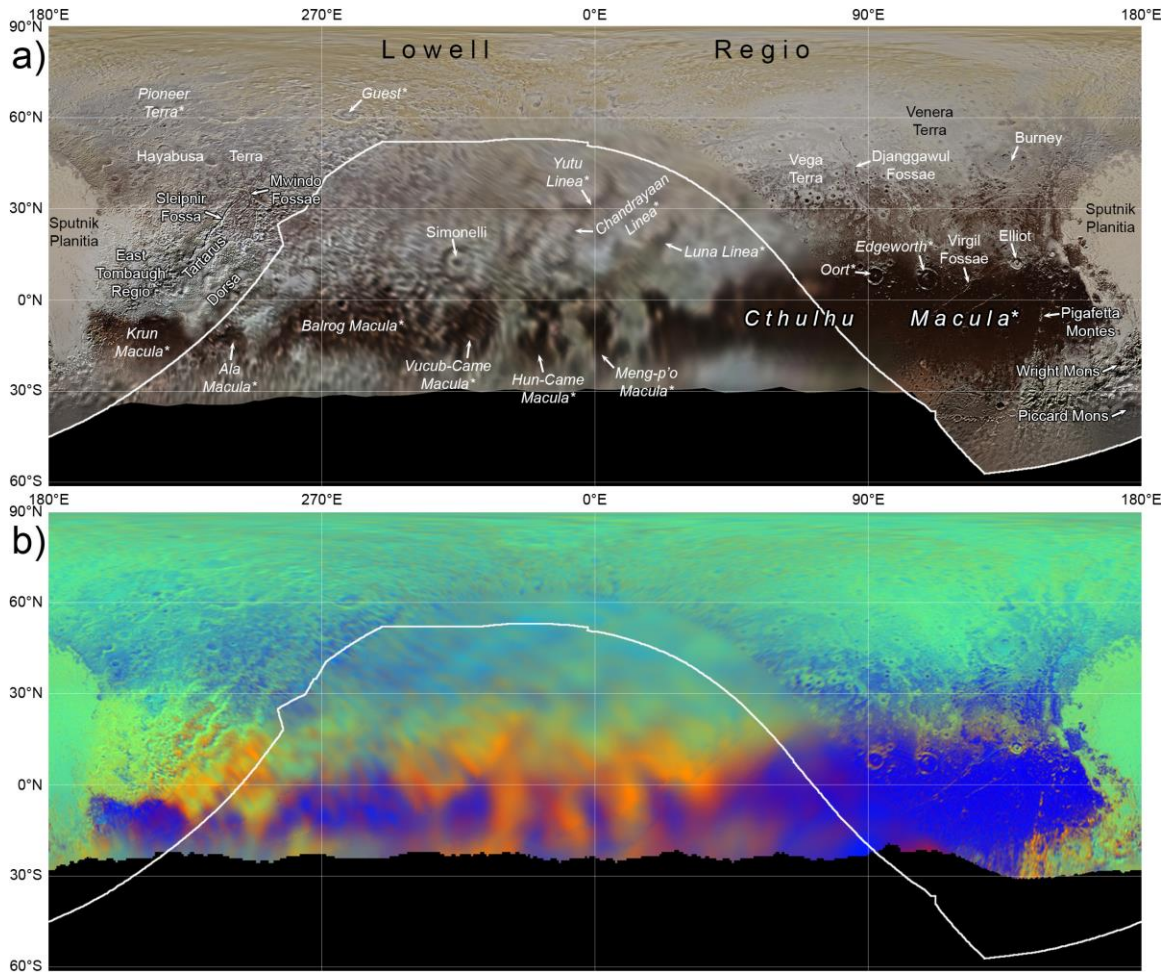 180°E 270°E 0°E 90°E 180°E
90°N
a)
Lowell Regio
Pioneer
Terra*
Guest*
60°N
Venera
Terra
Burney
Hayabusa Terra
Yutu
Linea*
Vega
Terra
Djanggawul
Fossae
Mwindo
Fossae
Sleipnir
Fossa
30°N
Chandrayaan
Linea*
Sputnik
Planitia
Sputnik
Planitia
Simonelli
Luna Linea*
Edgeworth*
Virgil
Fossae
Elliot
East
Tombaugh
Regio
Tartarus
Dorsa
Oort*
0°N
Krun
Macula*
Balrog Macula*
Cthulhu Macula*
Pigafetta
Montes
Ala
Macula*
Vucub-Came
Macula*
Hun-Came
Macula*
Meng-p'o
Macula*
Wright Mons
30°S
Piccard Mons
60°S
180°E 270°E 0°E 90°E 180°E
90°N
b)
60°N
30°N
0°N
30°S
60°S